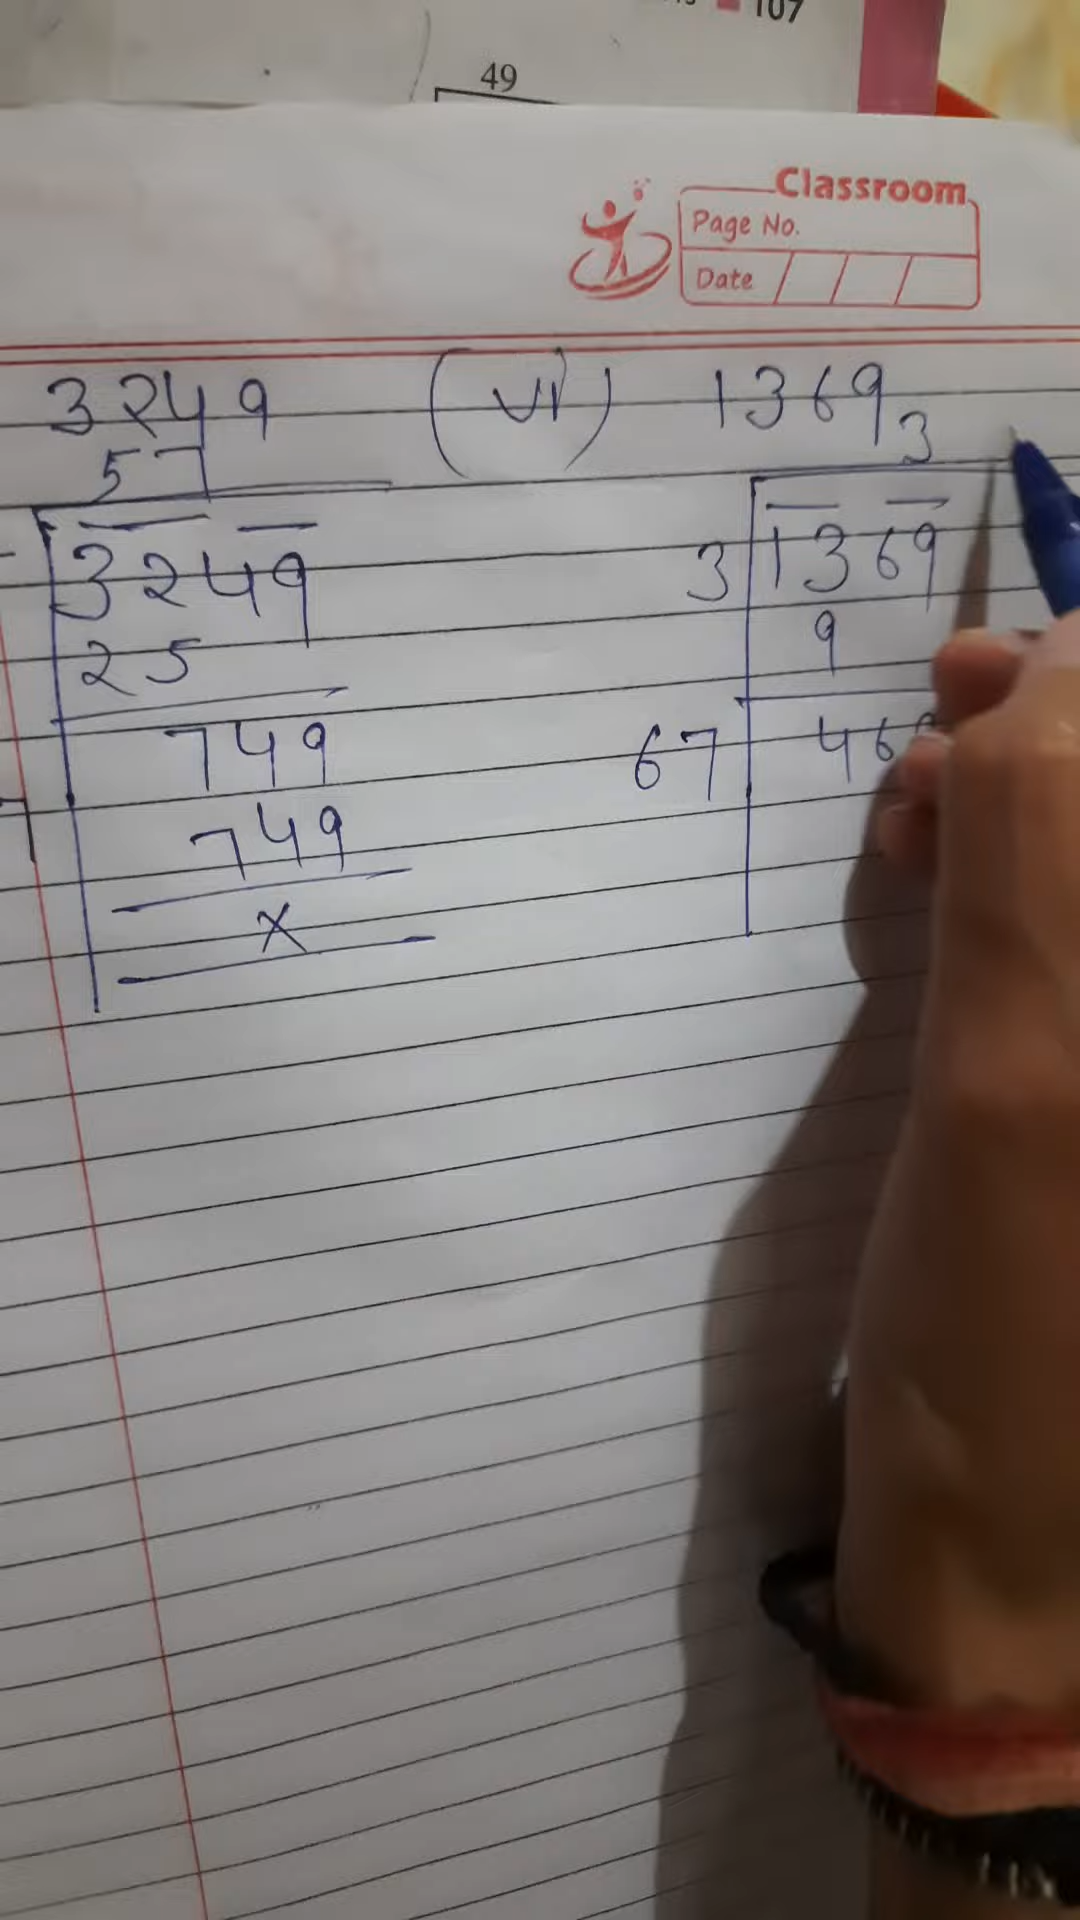 107
49
Classroom
Page No.
Date
3249 (VI) 1369
57 3
3249 3 1369
25 9
749 67 46
749
x